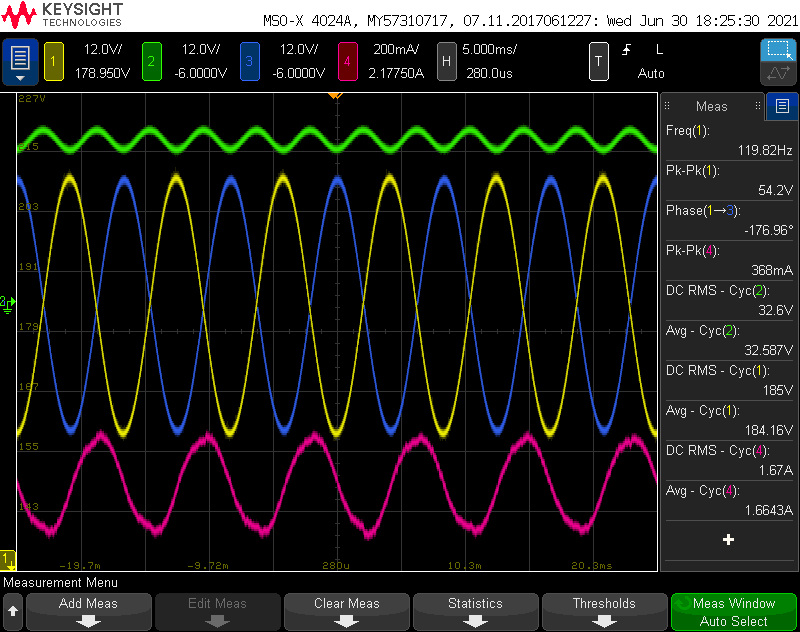 KEYSIGHT
TECHNOLOGIES
MSO-X 4024A, MY57310717, 07.11.2017061227: Wed Jun 30 18:25:30 2021
1 12.0V/ 2 12.0V/ 3 12.0V/ 4 200mA/ H 5.000ms/ T L
178.950V -6.0000V -6.0000V 2.17750A 280.0us Auto
227V
215
203
191
179
167
155
143
2
1
-19.7m -9.72m 280u 10.3m 20.3ms
Meas
Freq(1):
119.82Hz
Pk-Pk(1):
54.2V
Phase(1→3):
-176.96°
Pk-Pk(4):
368mA
DC RMS - Cyc(2):
32.6V
Avg - Cyc(2):
32.587V
DC RMS - Cyc(1):
185V
Avg - Cyc(1):
184.16V
DC RMS - Cyc(4):
1.67A
Avg - Cyc(4):
1.6643A
Measurement Menu
Add Meas
Edit Meas
Clear Meas
Statistics
Thresholds
Meas Window
Auto Select